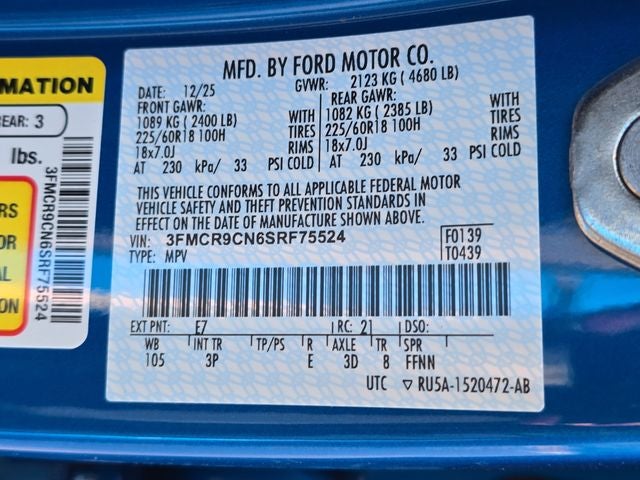 MFD. BY FORD MOTOR CO.
DATE: 12/25 GVWR: 2123 KG ( 4680 LB)
FRONT GAWR: REAR GAWR:
1089 KG ( 2400 LB) WITH 1082 KG ( 2385 LB) WITH
225/60R18 100H TIRES 225/60R18 100H TIRES
18x7.0J RIMS 18x7.0J RIMS
AT 230 kPa/ 33 PSI COLD AT 230 kPa/ 33 PSI COLD
THIS VEHICLE CONFORMS TO ALL APPLICABLE FEDERAL MOTOR
VEHICLE SAFETY AND THEFT PREVENTION STANDARDS IN
EFFECT ON THE DATE OF MANUFACTURE SHOWN ABOVE.
VIN: 3FMCR9CN6SRF75524 F0139
TYPE: MPV T0439
EXT PNT: E7 RC: 21 DSO:
WB INT TR TP/PS R AXLE TR SPR
105 3P E 3D 8 FFNN
UTC ▽ RU5A-1520472-AB
MATION
EAR: 3
lbs.
RS
OR
AL
ON
3FMCR9CN6SRF75524